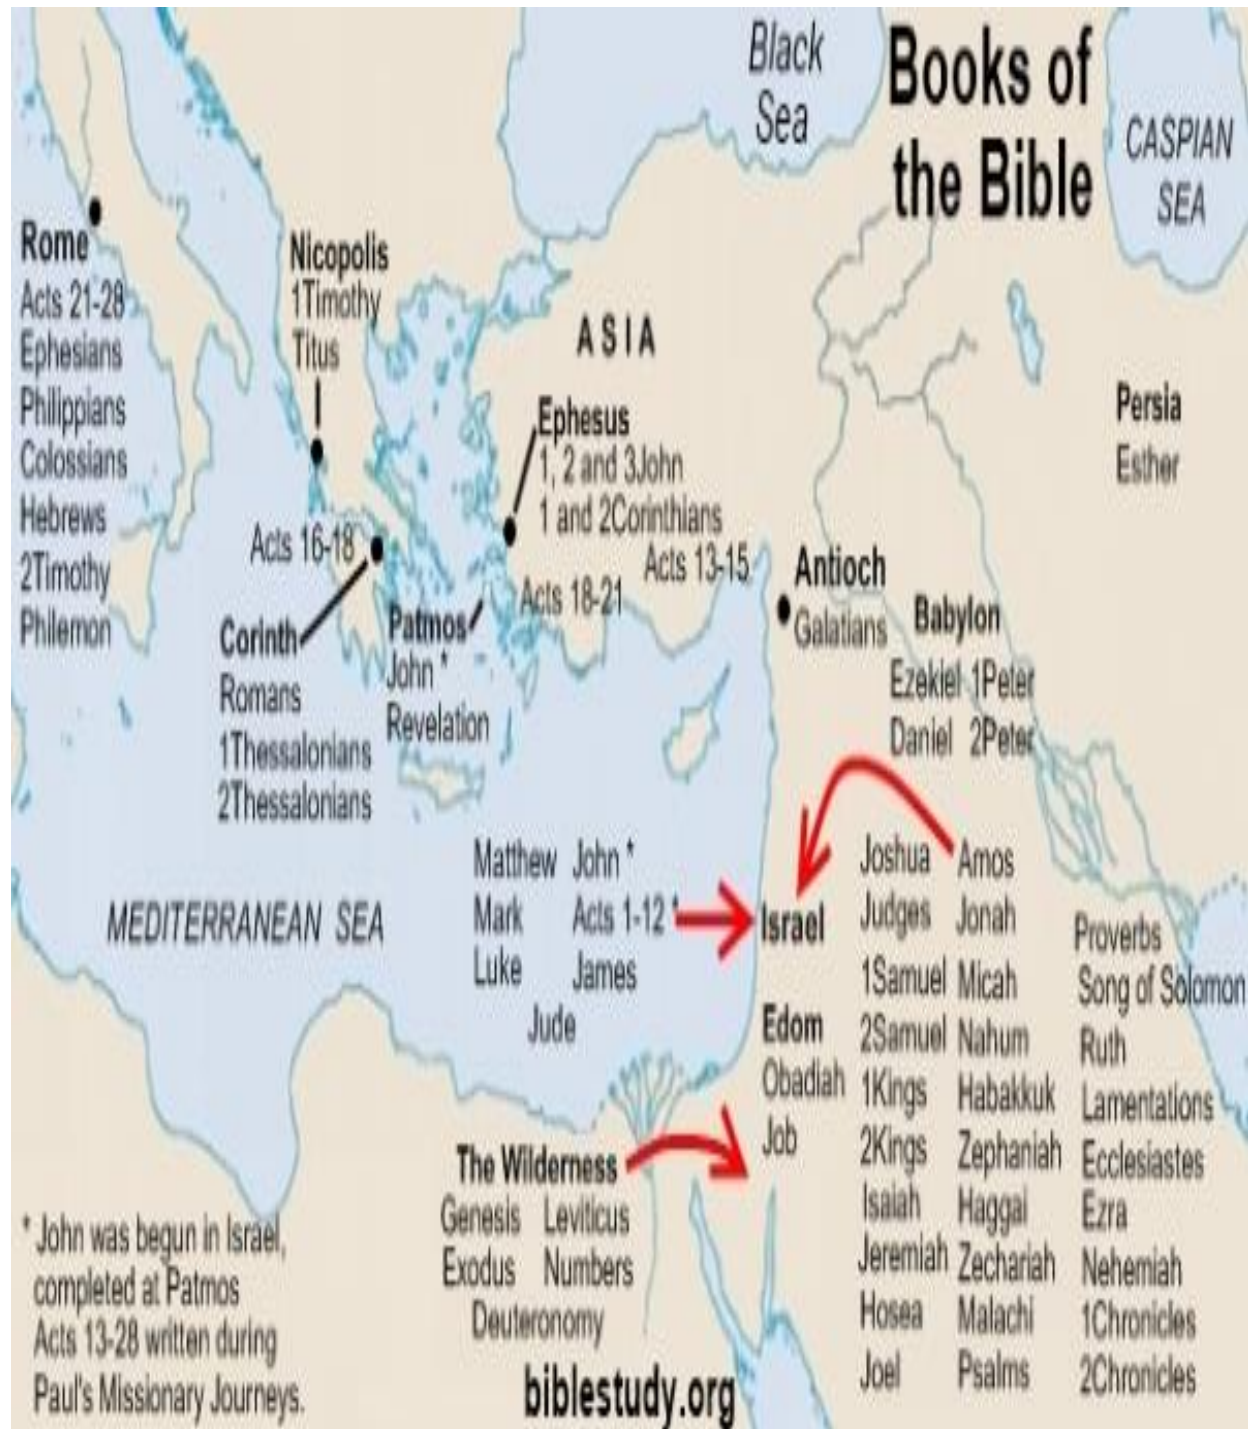 Black
Sea
Books of
the Bible
CASPIAN
SEA
Rome
Acts 21-28
Ephesians
Philippians
Colossians
Hebrews
2Timothy
Philemon
Nicopolis
1Timothy
Titus
ASIA
Ephesus
1, 2 and 3John
1 and 2Corinthians
Acts 13-15
Acts 18-21
Persia
Esther
Acts 16-18
Corinth
Romans
1Thessalonians
2Thessalonians
Patmos
John *
Revelation
Antioch
Galatians
Babylon
Ezekiel 1Peter
Daniel 2Peter
MEDITERRANEAN SEA
Matthew John *
Mark Acts 1-12 *
Luke James
Jude
Israel
Edom
Obadiah
Job
Joshua
Judges
1Samuel
2Samuel
1Kings
2Kings
Isaiah
Jeremiah
Hosea
Joel
Amos
Jonah
Micah
Nahum
Habakkuk
Zephaniah
Haggai
Zechariah
Malachi
Psalms
Proverbs
Song of Solomon
Ruth
Lamentations
Ecclesiastes
Ezra
Nehemiah
1Chronicles
2Chronicles
The Wilderness
Genesis Leviticus
Exodus Numbers
Deuteronomy
* John was begun in Israel,
completed at Patmos
Acts 13-28 written during
Paul's Missionary Journeys.
biblestudy.org